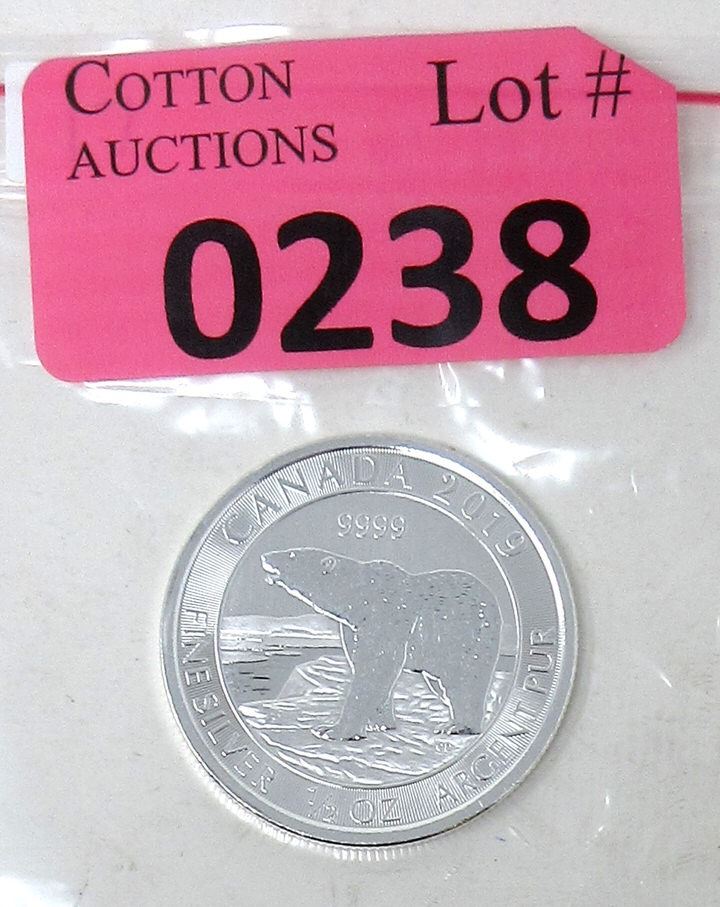 COTTON
AUCTIONS
Lot #
0238
CANADA 2019
9999
FINE SILVER 1/2 OZ ARGENT PUR